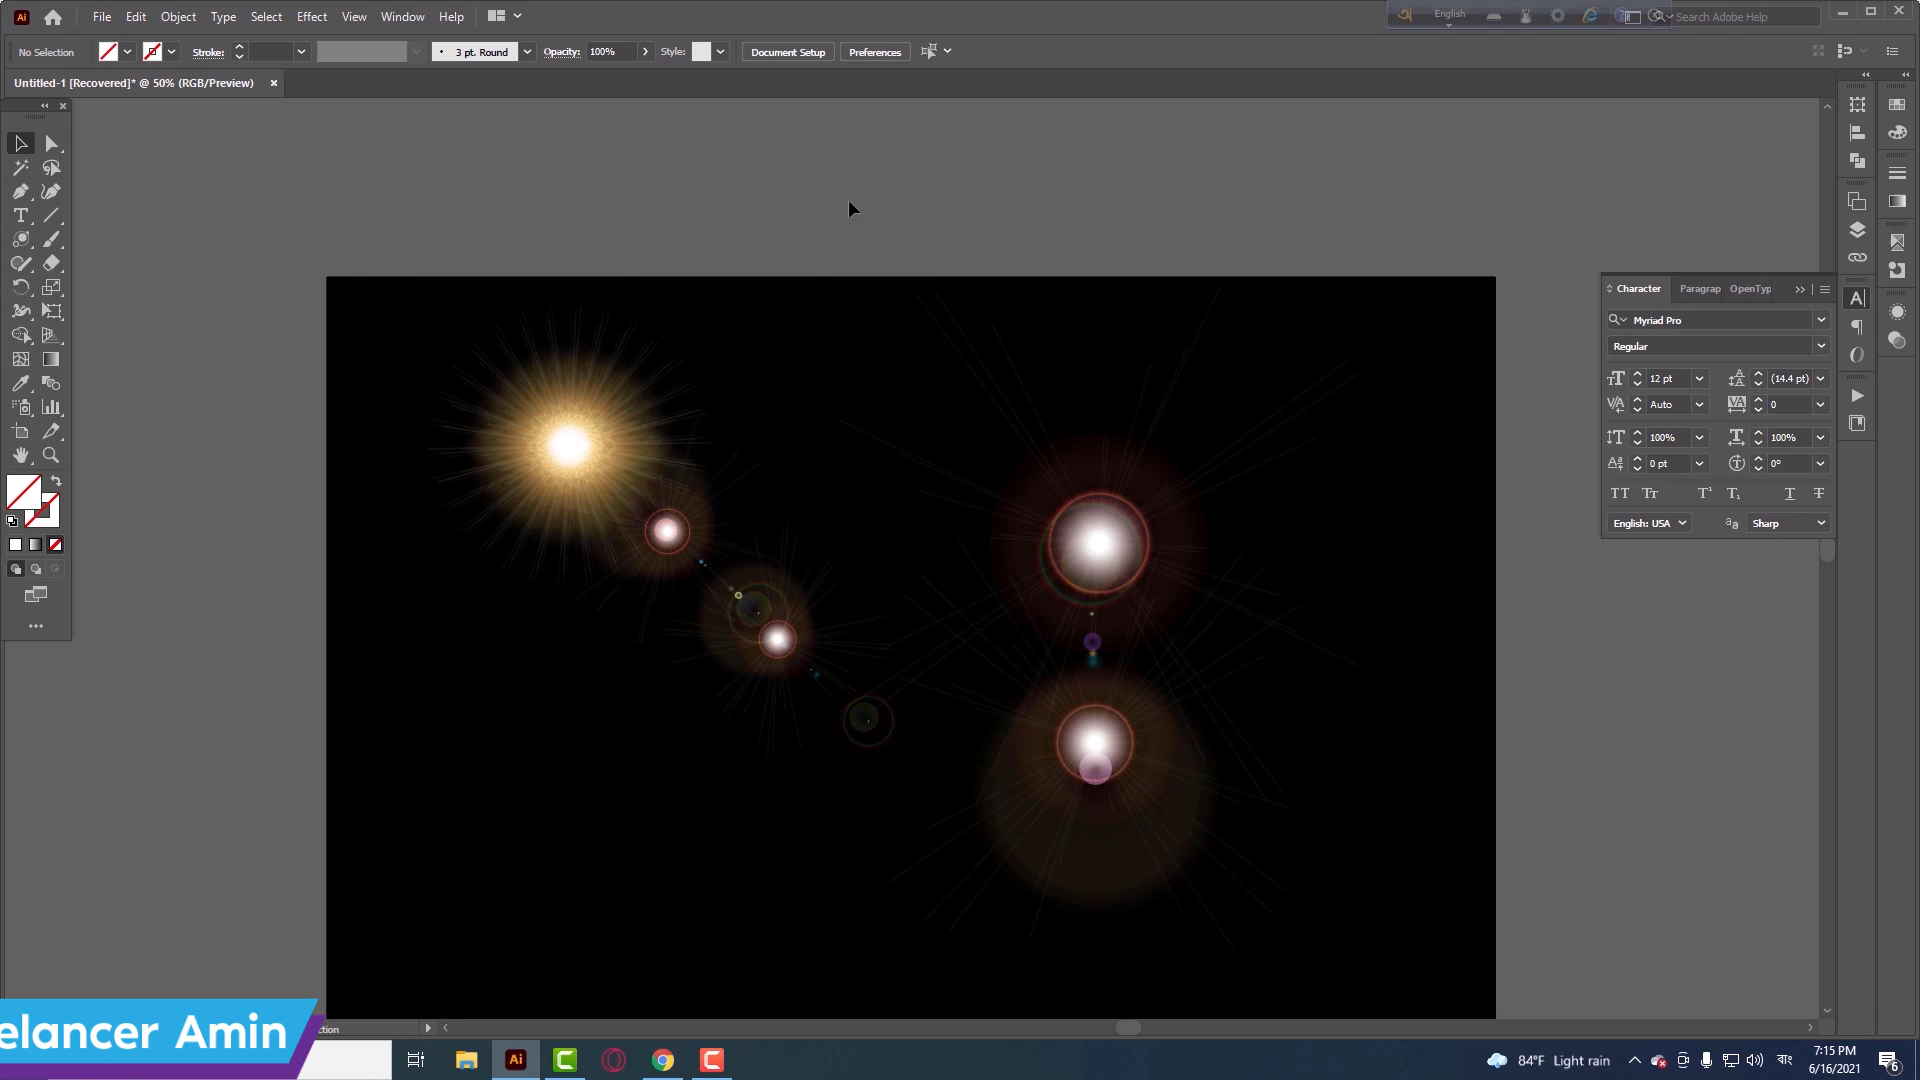 Ai File Edit Object Type Select Effect View Window Help
English
Search Adobe Help
No Selection Stroke: 3 pt. Round Opacity: 100% Style: Document Setup Preferences
Untitled-1 [Recovered]* @ 50% (RGB/Preview)
Character Paragrap OpenTyp
Myriad Pro
Regular
12 pt (14.4 pt)
Auto 0
100% 100%
0 pt 0°
English: USA Sharp
elancer Amin
ction
Ai
84°F Light rain
বাং
7:15 PM
6/16/2021
6